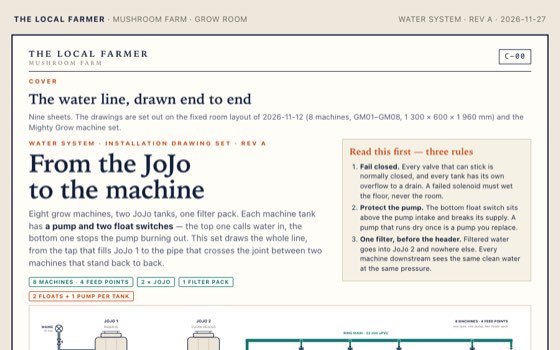 THE LOCAL FARMER · MUSHROOM FARM · GROW ROOM
WATER SYSTEM · REV A · 2026-11-27
THE LOCAL FARMER
MUSHROOM FARM
C-00
COVER
The water line, drawn end to end
Nine sheets. The drawings are set out on the fixed room layout of 2026-11-12 (8 machines, GM01–GM08, 1 300 × 600 × 1 960 mm) and the
Mighty Grow machine set.
WATER SYSTEM · INSTALLATION DRAWING SET · REV A
From the JoJo
to the machine
Eight grow machines, two JoJo tanks, one filter pack. Each machine tank
has a pump and two float switches — the top one calls water in, the
bottom one stops the pump burning out. This set draws the whole line,
from the tap that fills JoJo 1 to the pipe that crosses the joint between two
machines that stand back to back.
8 MACHINES · 4 FEED POINTS
2 × JOJO
1 FILTER PACK
2 FLOATS + 1 PUMP PER TANK
Read this first — three rules
1. Fail closed. Every valve that can stick is
normally closed, and every tank has its own
overflow to a drain. A failed solenoid must wet
the floor, never the room.
2. Protect the pump. The bottom float switch sits
above the pump intake and breaks its supply. A
pump that runs dry once is a pump you replace.
3. One filter, before the header. Filtered water
goes into JoJo 2 and nowhere else. Every
machine downstream sees the same clean water
at the same pressure.
JOJO 1
JOJO 2
8 MACHINES · 4 FEED POINTS